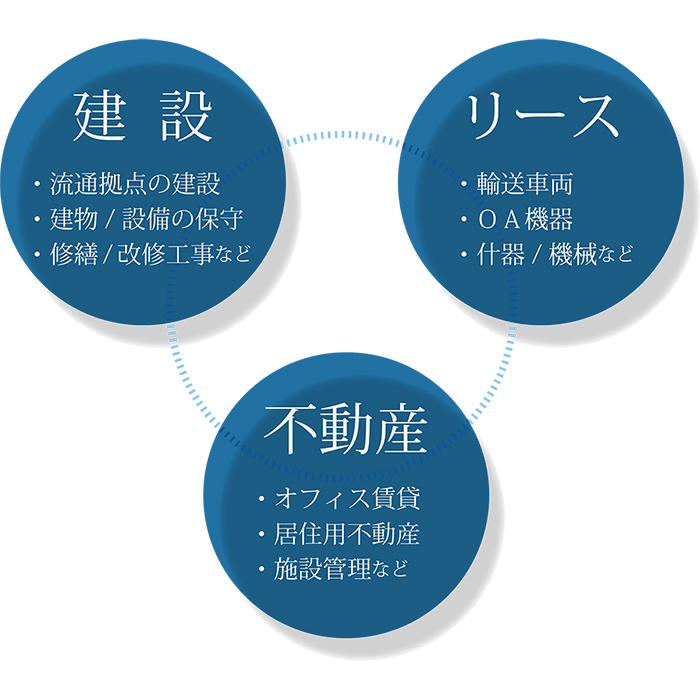 建設
・流通拠点の建設
・建物/設備の保守
・修繕/改修工事など
リース
・輸送車両
・OA機器
・什器/機械など
不動産
・オフィス賃貸
・居住用不動産
・施設管理など